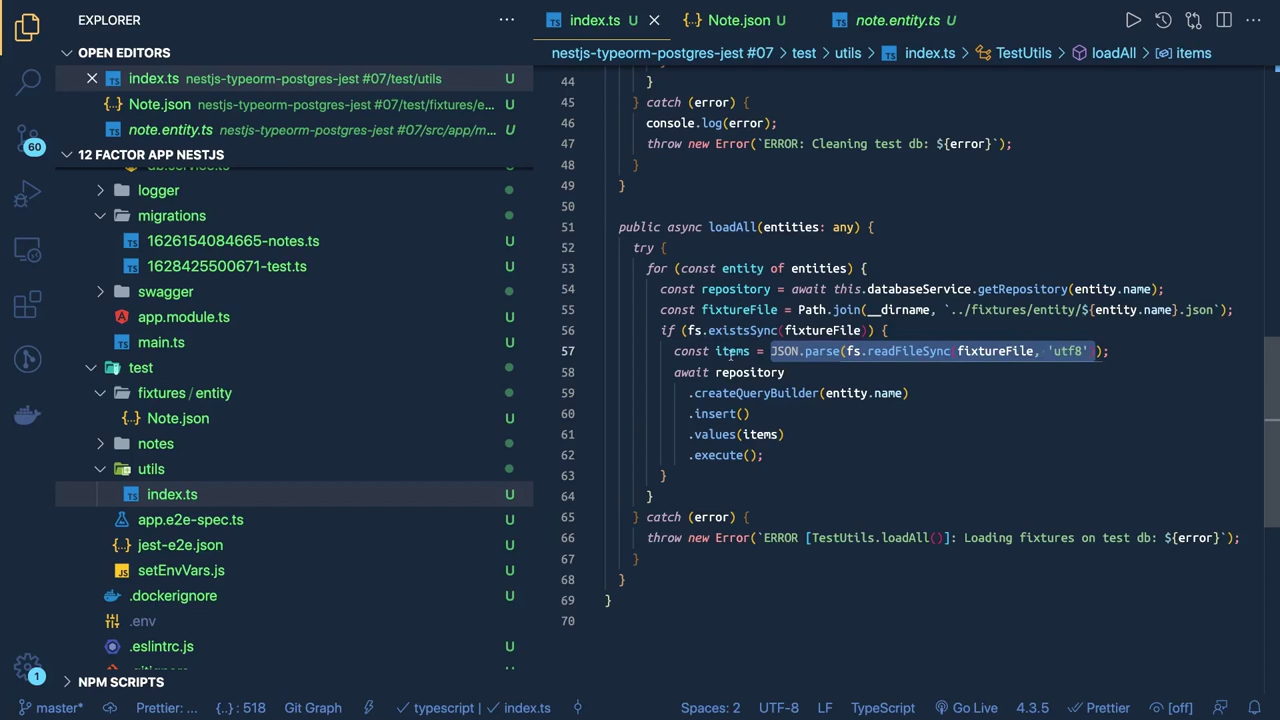 EXPLORER
OPEN EDITORS
index.ts nestjs-typeorm-postgres-jest #07/test/utils U
Note.json nestjs-typeorm-postgres-jest #07/test/fixtures/e... U
note.entity.ts nestjs-typeorm-postgres-jest #07/src/app/m... U
12 FACTOR APP NESTJS
db.service.ts
logger
migrations
1626154084665-notes.ts U
1628425500671-test.ts U
swagger
app.module.ts U
main.ts U
test
fixtures / entity
Note.json U
notes
utils
index.ts U
app.e2e-spec.ts U
jest-e2e.json U
setEnvVars.js U
.dockerignore U
.env
.eslintrc.js U
.gitignore
NPM SCRIPTS
60
1
index.ts U
Note.json U
note.entity.ts U
nestjs-typeorm-postgres-jest #07 > test > utils > index.ts > TestUtils > loadAll > items
44 }
45 } catch (error) {
46 console.log(error);
47 throw new Error(`ERROR: Cleaning test db: ${error}`);
48 }
49 }
50
51 public async loadAll(entities: any) {
52 try {
53 for (const entity of entities) {
54 const repository = await this.databaseService.getRepository(entity.name);
55 const fixtureFile = Path.join(__dirname, `../fixtures/entity/${entity.name}.json`);
56 if (fs.existsSync(fixtureFile)) {
57 const items = JSON.parse(fs.readFileSync(fixtureFile, 'utf8'));
58 await repository
59 .createQueryBuilder(entity.name)
60 .insert()
61 .values(items)
62 .execute();
63 }
64 }
65 } catch (error) {
66 throw new Error(`ERROR [TestUtils.loadAll()]: Loading fixtures on test db: ${error}`);
67 }
68 }
69 }
70
master* Prettier: ... {..} : 518 Git Graph typescript | index.ts Spaces: 2 UTF-8 LF TypeScript Go Live 4.3.5 Prettier [off]